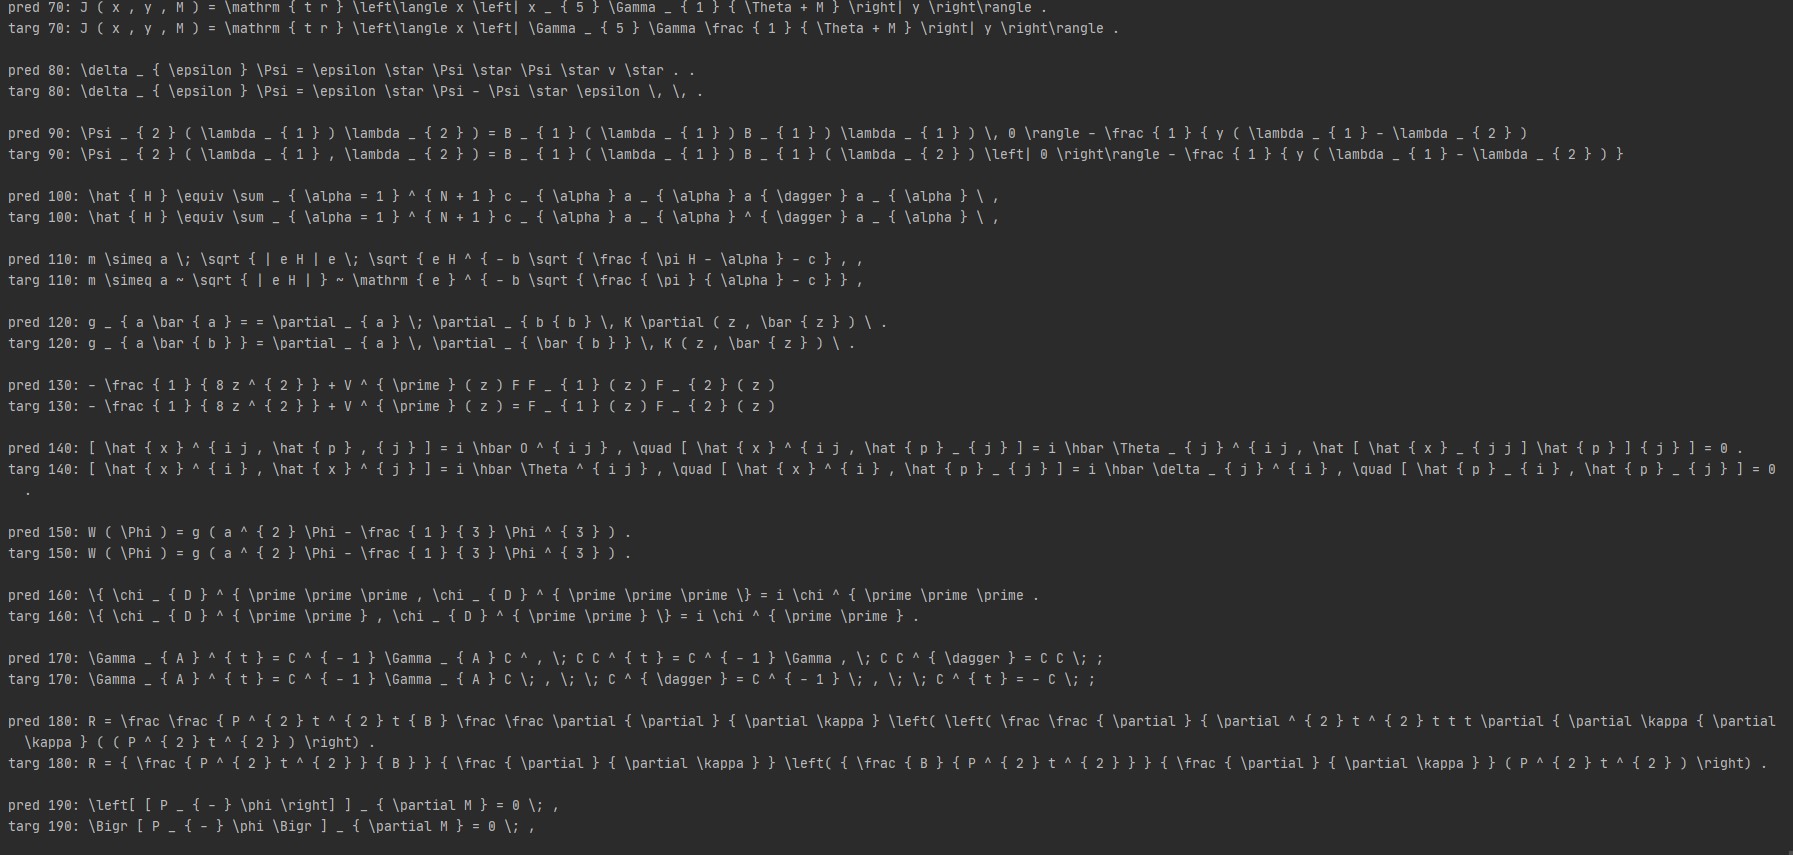 pred 70: J ( x , y , M ) = \mathrm { t r } \left\langle x \left| x _ { 5 } \Gamma _ { 1 } { \Theta + M } \right| y \right\rangle .
targ 70: J ( x , y , M ) = \mathrm { t r } \left\langle x \left| \Gamma _ { 5 } \Gamma \frac { 1 } { \Theta + M } \right| y \right\rangle .
pred 80: \delta _ { \epsilon } \Psi = \epsilon \star \Psi \star \Psi \star v \star . .
targ 80: \delta _ { \epsilon } \Psi = \epsilon \star \Psi - \Psi \star \epsilon \, \, .
pred 90: \Psi _ { 2 } ( \lambda _ { 1 } ) \lambda _ { 2 } ) = B _ { 1 } ( \lambda _ { 1 } ) B _ { 1 } ) \lambda _ { 1 } ) \, 0 \rangle - \frac { 1 } { y ( \lambda _ { 1 } - \lambda _ { 2 } )
targ 90: \Psi _ { 2 } ( \lambda _ { 1 } , \lambda _ { 2 } ) = B _ { 1 } ( \lambda _ { 1 } ) B _ { 1 } ( \lambda _ { 2 } ) \left| 0 \right\rangle - \frac { 1 } { y ( \lambda _ { 1 } - \lambda _ { 2 } ) }
pred 100: \hat { H } \equiv \sum _ { \alpha = 1 } ^ { N + 1 } c _ { \alpha } a _ { \alpha } a { \dagger } a _ { \alpha } \ ,
targ 100: \hat { H } \equiv \sum _ { \alpha = 1 } ^ { N + 1 } c _ { \alpha } a _ { \alpha } ^ { \dagger } a _ { \alpha } \ ,
pred 110: m \simeq a \; \sqrt { | e H | e \; \sqrt { e H ^ { - b \sqrt { \frac { \pi H - \alpha } - c } , ,
targ 110: m \simeq a ~ \sqrt { | e H | } ~ \mathrm { e } ^ { - b \sqrt { \frac { \pi } { \alpha } - c } } ,
pred 120: g _ { a \bar { a } = = \partial _ { a } \; \partial _ { b { b } \, K \partial ( z , \bar { z } ) \ .
targ 120: g _ { a \bar { b } } = \partial _ { a } \, \partial _ { \bar { b } } \, K ( z , \bar { z } ) \ .
pred 130: - \frac { 1 } { 8 z ^ { 2 } } + V ^ { \prime } ( z ) F F _ { 1 } ( z ) F _ { 2 } ( z )
targ 130: - \frac { 1 } { 8 z ^ { 2 } } + V ^ { \prime } ( z ) = F _ { 1 } ( z ) F _ { 2 } ( z )
pred 140: [ \hat { x } ^ { i j , \hat { p } , { j } ] = i \hbar O ^ { i j } , \quad [ \hat { x } ^ { i j , \hat { p } _ { j } ] = i \hbar \Theta _ { j } ^ { i j , \hat [ \hat { x } _ { j j ] \hat { p } ] { j } ] = 0 .
targ 140: [ \hat { x } ^ { i } , \hat { x } ^ { j } ] = i \hbar \Theta ^ { i j } , \quad [ \hat { x } ^ { i } , \hat { p } _ { j } ] = i \hbar \delta _ { j } ^ { i } , \quad [ \hat { p } _ { i } , \hat { p } _ { j } ] = 0
.
pred 150: W ( \Phi ) = g ( a ^ { 2 } \Phi - \frac { 1 } { 3 } \Phi ^ { 3 } ) .
targ 150: W ( \Phi ) = g ( a ^ { 2 } \Phi - \frac { 1 } { 3 } \Phi ^ { 3 } ) .
pred 160: \{ \chi _ { D } ^ { \prime \prime \prime , \chi _ { D } ^ { \prime \prime \prime \} = i \chi ^ { \prime \prime \prime .
targ 160: \{ \chi _ { D } ^ { \prime \prime } , \chi _ { D } ^ { \prime \prime } \} = i \chi ^ { \prime \prime } .
pred 170: \Gamma _ { A } ^ { t } = C ^ { - 1 } \Gamma _ { A } C ^ , \; C C ^ { t } = C ^ { - 1 } \Gamma , \; C C ^ { \dagger } = C C \; ;
targ 170: \Gamma _ { A } ^ { t } = C ^ { - 1 } \Gamma _ { A } C \; , \; \; C ^ { \dagger } = C ^ { - 1 } \; , \; \; C ^ { t } = - C \; ;
pred 180: R = \frac \frac { P ^ { 2 } t ^ { 2 } t { B } \frac \frac \partial { \partial } { \partial \kappa } \left( \left( \frac \frac { \partial } { \partial ^ { 2 } t ^ { 2 } t t t \partial { \partial \kappa { \partial
\kappa } ( ( P ^ { 2 } t ^ { 2 } ) \right) .
targ 180: R = { \frac { P ^ { 2 } t ^ { 2 } } { B } } { \frac { \partial } { \partial \kappa } } \left( { \frac { B } { P ^ { 2 } t ^ { 2 } } } { \frac { \partial } { \partial \kappa } } ( P ^ { 2 } t ^ { 2 } ) \right) .
pred 190: \left[ [ P _ { - } \phi \right] ] _ { \partial M } = 0 \; ,
targ 190: \Bigr [ P _ { - } \phi \Bigr ] _ { \partial M } = 0 \; ,